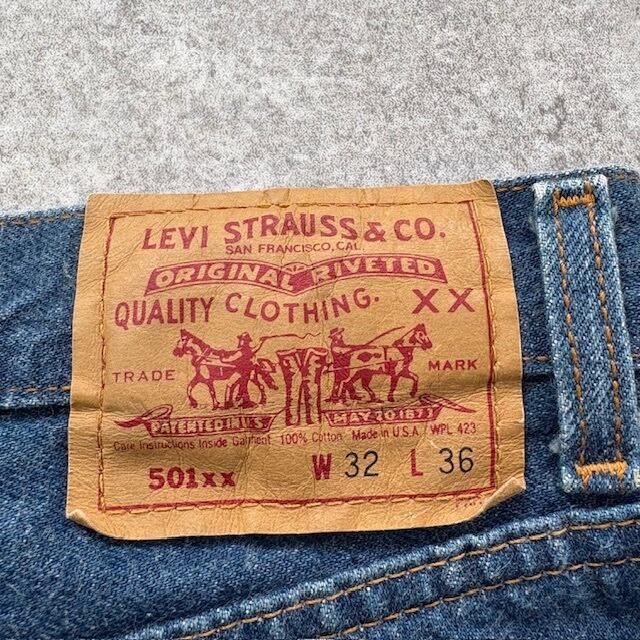 LEVI STRAUSS & CO.
SAN FRANCISCO, CAL.
ORIGINAL RIVETED
QUALITY CLOTHING. XX
TRADE MARK
PATENTED IN U.S. MAY 20 1873
Care Instructions Inside Garment 100% Cotton Made in U.S.A / WPL 423
501xx W 32 L 36